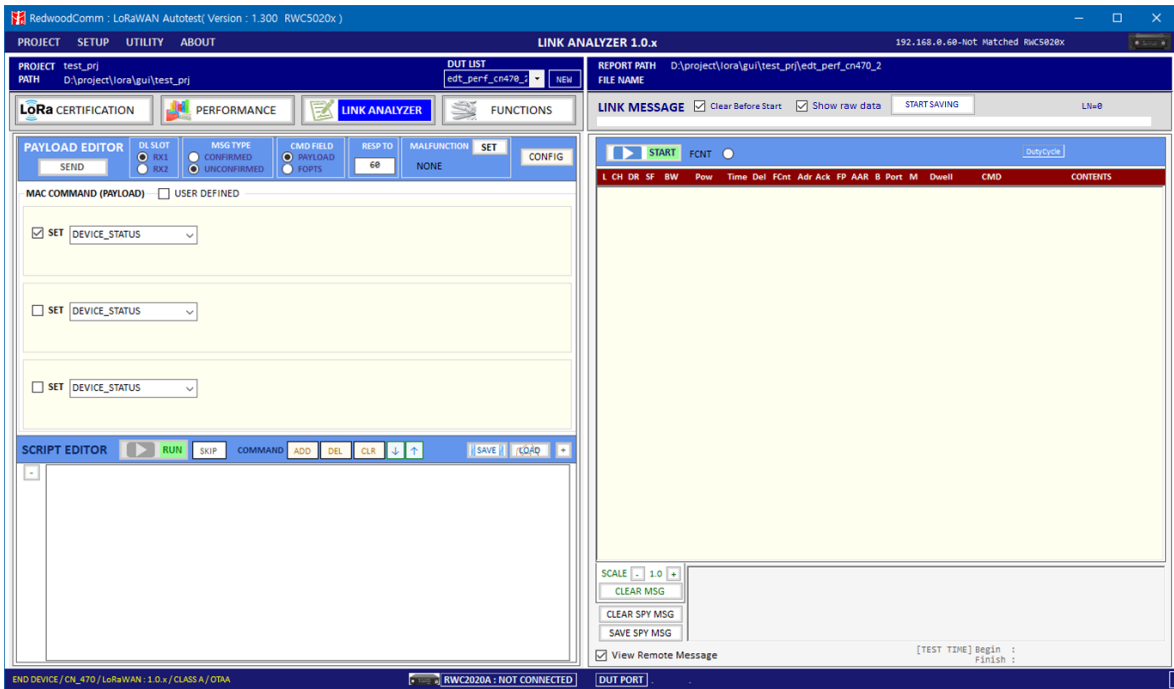 RedwoodComm : LoRaWAN Autotest( Version : 1.300 RWC5020x )
PROJECT SETUP UTILITY ABOUT
LINK ANALYZER 1.0.x
192.168.0.60-Not Matched RWC5020x
PROJECT test_prj
PATH D:\project\lora\gui\test_prj
DUT LIST
edt_perf_cn470_2
NEW
REPORT PATH D:\project\lora\gui\test_prj\edt_perf_cn470_2
FILE NAME
LoRa CERTIFICATION
PERFORMANCE
LINK ANALYZER
FUNCTIONS
LINK MESSAGE
Clear Before Start
Show raw data
START SAVING
LN=0
PAYLOAD EDITOR
SEND
DL SLOT
RX1
RX2
MSG TYPE
CONFIRMED
UNCONFIRMED
CMD FIELD
PAYLOAD
FOPTS
RESP TO
60
MALFUNCTION SET
NONE
CONFIG
MAC COMMAND (PAYLOAD) USER DEFINED
SET DEVICE_STATUS
SET DEVICE_STATUS
SET DEVICE_STATUS
START FCNT
DutyCycle
L CH DR SF BW Pow Time Del FCnt Adr Ack FP AAR B Port M Dwell CMD CONTENTS
SCRIPT EDITOR RUN SKIP COMMAND ADD DEL CLR ↓ ↑ SAVE LOAD +
-
SCALE - 1.0 +
CLEAR MSG
CLEAR SPY MSG
SAVE SPY MSG
View Remote Message
[TEST TIME] Begin :
Finish :
END DEVICE / CN_470 / LoRaWAN : 1.0.x / CLASS A / OTAA
RWC2020A : NOT CONNECTED
DUT PORT . .